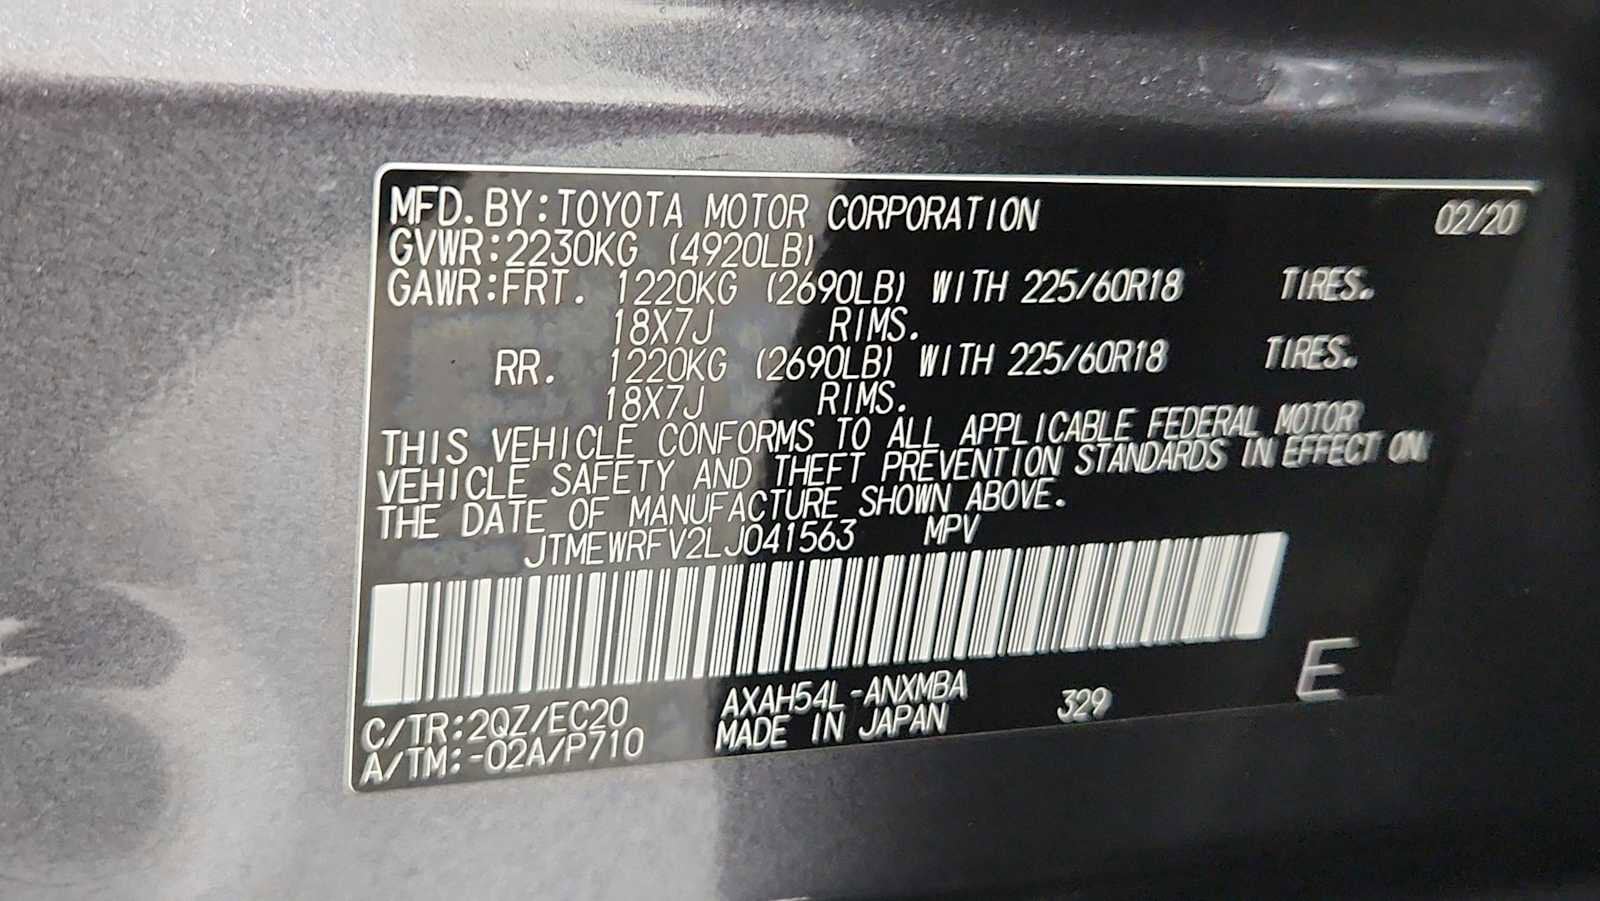 MFD. BY: TOYOTA MOTOR CORPORATION 02/20
GVWR: 2230KG (4920LB)
GAWR: FRT. 1220KG (2690LB) WITH 225/60R18 TIRES.
18X7J RIMS.
RR. 1220KG (2690LB) WITH 225/60R18 TIRES.
18X7J RIMS.
THIS VEHICLE CONFORMS TO ALL APPLICABLE FEDERAL MOTOR
VEHICLE SAFETY AND THEFT PREVENTION STANDARDS IN EFFECT ON
THE DATE OF MANUFACTURE SHOWN ABOVE.
JTMEWRFV2LJ041563 MPV
C/TR: 2QZ/EC20 AXAH54L-ANXMBA 329 E
A/TM: -02A/P710 MADE IN JAPAN